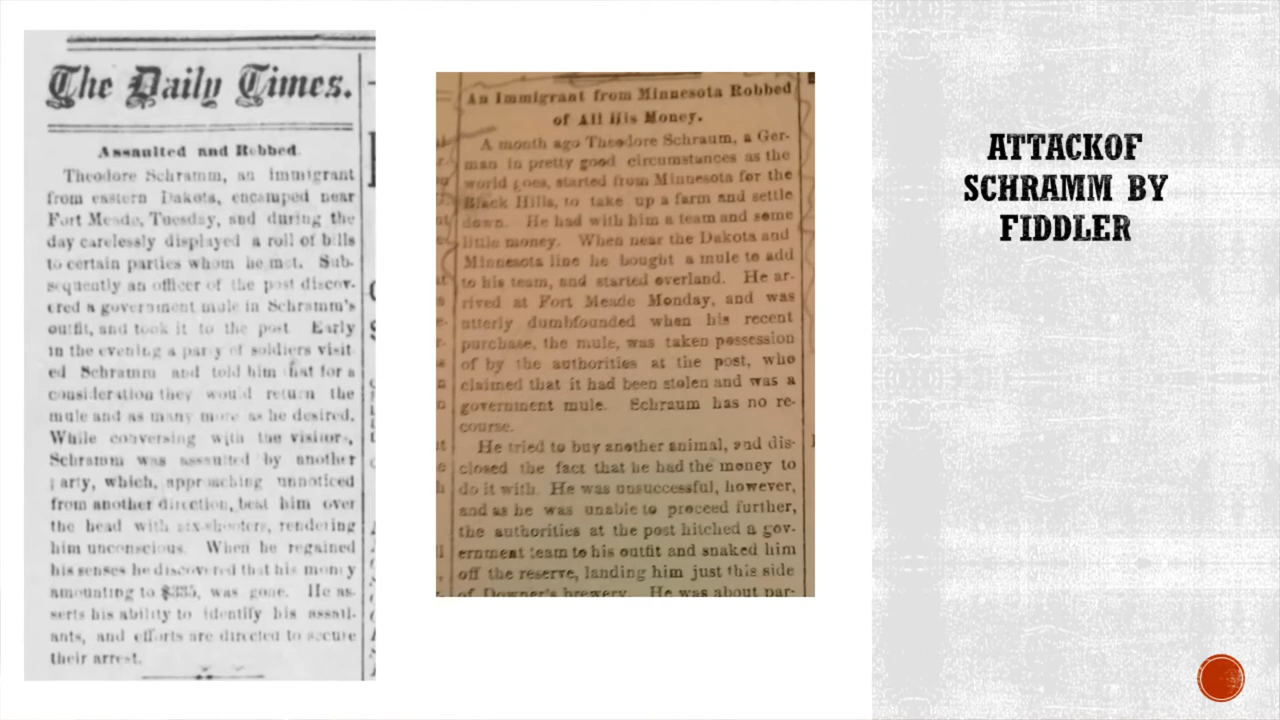 The Daily Times.
Assaulted and Robbed.
Theodore Schramm, an immigrant
from eastern Dakota, encamped near
Fort Meade, Tuesday, and during the
day carelessly displayed a roll of bills
to certain parties whom he met. Sub-
sequently an officer of the post discov-
ered a government mule in Schramm's
outfit, and took it to the post. Early
in the evening a party of soldiers visit-
ed Schramm and told him that for a
consideration they would return the
mule and as many more as he desired.
While conversing with the visitors,
Schramm was assaulted by another
party, which, approaching unnoticed
from another direction, beat him over
the head with six-shooters, rendering
him unconscious. When he regained
his senses he discovered that his money
amounting to $335, was gone. He as-
serts his ability to identify his assail-
ants, and efforts are directed to secure
their arrest.
An Immigrant from Minnesota Robbed
of All His Money.
A month ago Theodore Schraum, a Ger-
man in pretty good circumstances as the
world goes, started from Minnesota for the
Black Hills, to take up a farm and settle
down. He had with him a team and some
little money. When near the Dakota and
Minnesota line he bought a mule to add
to his team, and started overland. He ar-
rived at Fort Meade Monday, and was
utterly dumbfounded when his recent
purchase, the mule, was taken possession
of by the authorities at the post, who
claimed that it had been stolen and was a
government mule. Schraum has no re-
course.
He tried to buy another animal, and dis-
closed the fact that he had the money to
do it with. He was unsuccessful, however,
and as he was unable to proceed further,
the authorities at the post hitched a gov-
ernment team to his outfit and snaked him
off the reserve, landing him just this side
of Downer's brewery. He was about par-
ATTACKOF
SCHRAMM BY
FIDDLER